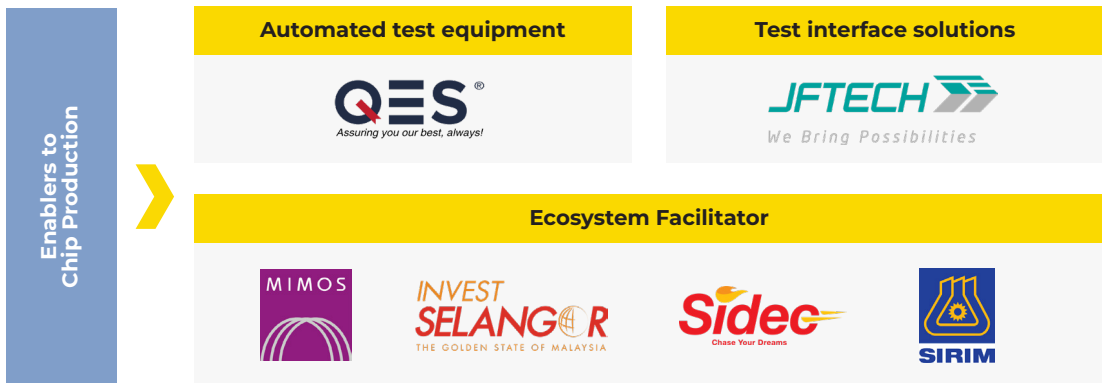 Enablers to
Chip Production
Automated test equipment
QES ®
Assuring you our best, always!
Test interface solutions
JFTECH
We Bring Possibilities
Ecosystem Facilitator
MIMOS
INVEST
SELANGOR
THE GOLDEN STATE OF MALAYSIA
Sidec
Chase Your Dreams
SIRIM